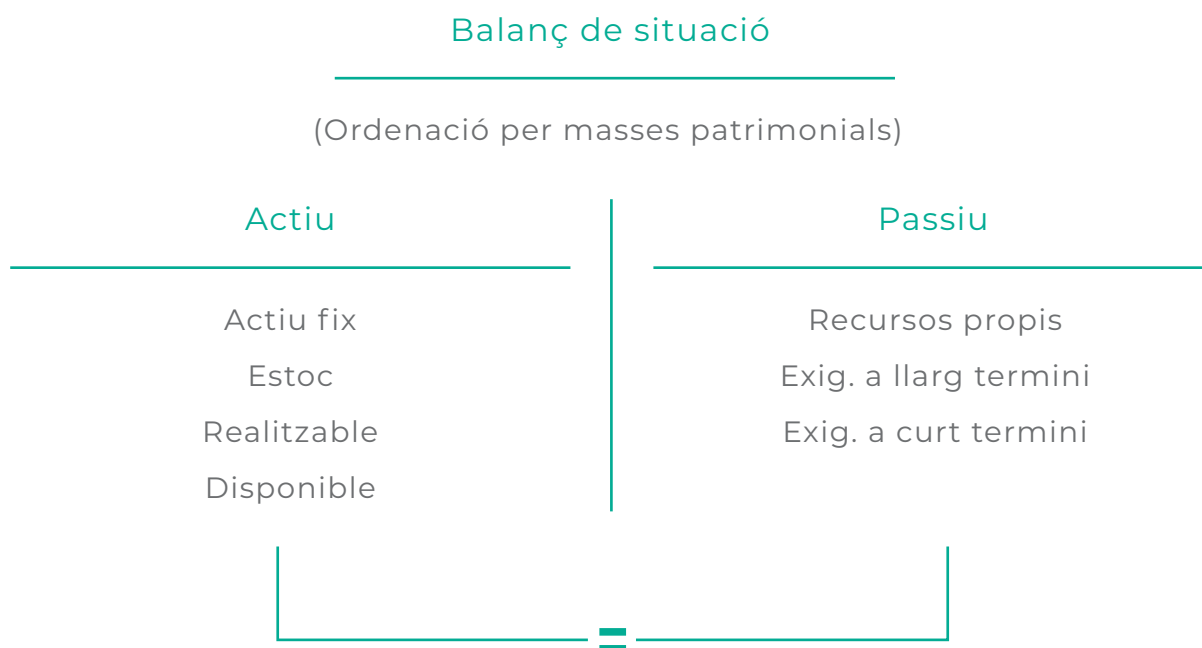 Balanç de situació
(Ordenació per masses patrimonials)
Actiu
Actiu fix
Estoc
Realitzable
Disponible
Passiu
Recursos propis
Exig. a llarg termini
Exig. a curt termini
=